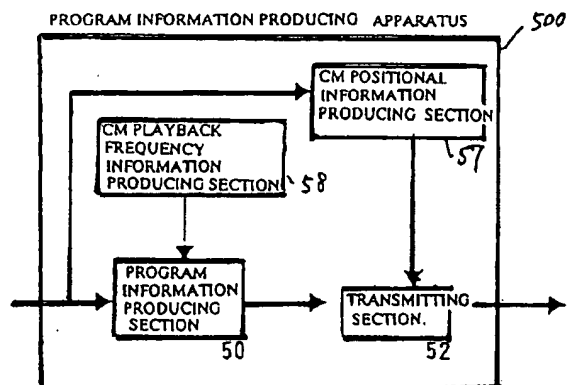 PROGRAM INFORMATION PRODUCING APPARATUS
500
CM POSITIONAL
INFORMATION
PRODUCING SECTION
57
CM PLAYBACK
FREQUENCY
INFORMATION
PRODUCING SECTION
58
PROGRAM
INFORMATION
PRODUCING
SECTION
50
TRANSMITTING
SECTION.
52